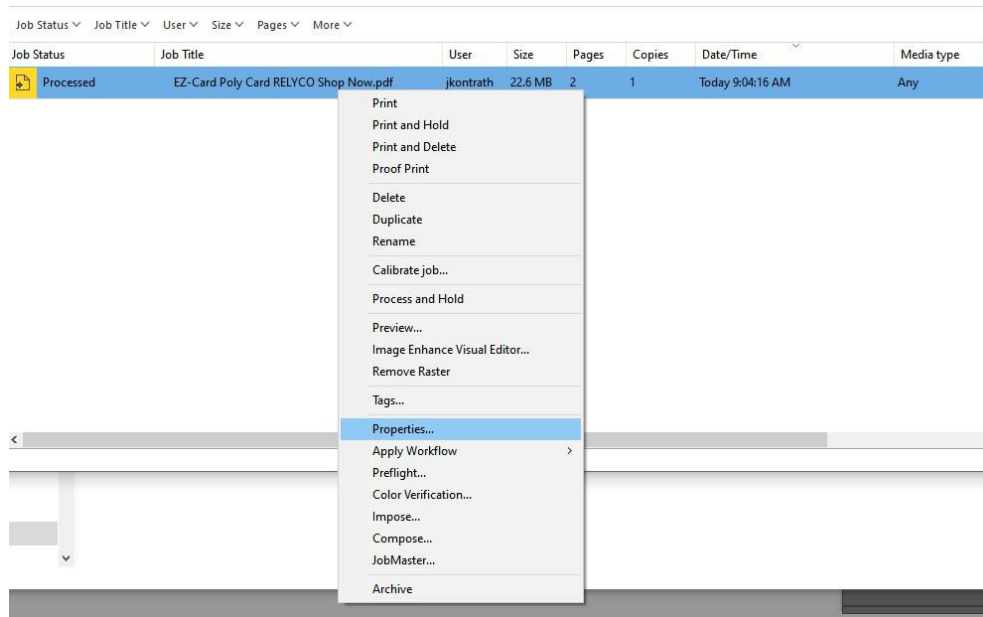 Job Status Job Title User Size Pages More
Job Status Job Title User Size Pages Copies Date/Time Media type
Processed EZ-Card Poly Card RELYCO Shop Now.pdf jkontrath 22.6 MB 2 1 Today 9:04:16 AM Any
Print
Print and Hold
Print and Delete
Proof Print
Delete
Duplicate
Rename
Calibrate job...
Process and Hold
Preview...
Image Enhance Visual Editor...
Remove Raster
Tags...
Properties...
Apply Workflow
Preflight...
Color Verification...
Impose...
Compose...
JobMaster...
Archive